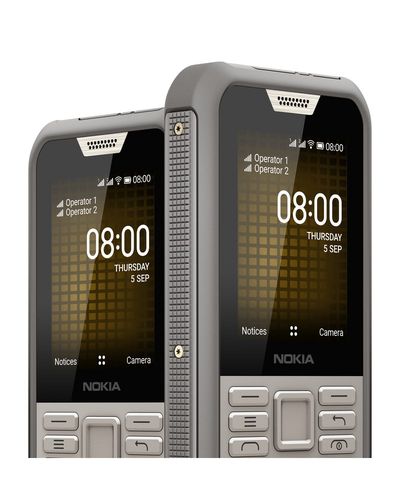 08:00
Operator 1
Operator 2
08:00
THURSDAY
5 SEP
Notices
Camera
NOKIA
08:00
Operator 1
Operator 2
08:00
THURSDAY
5 SEP
Notices
Camera
NOKIA